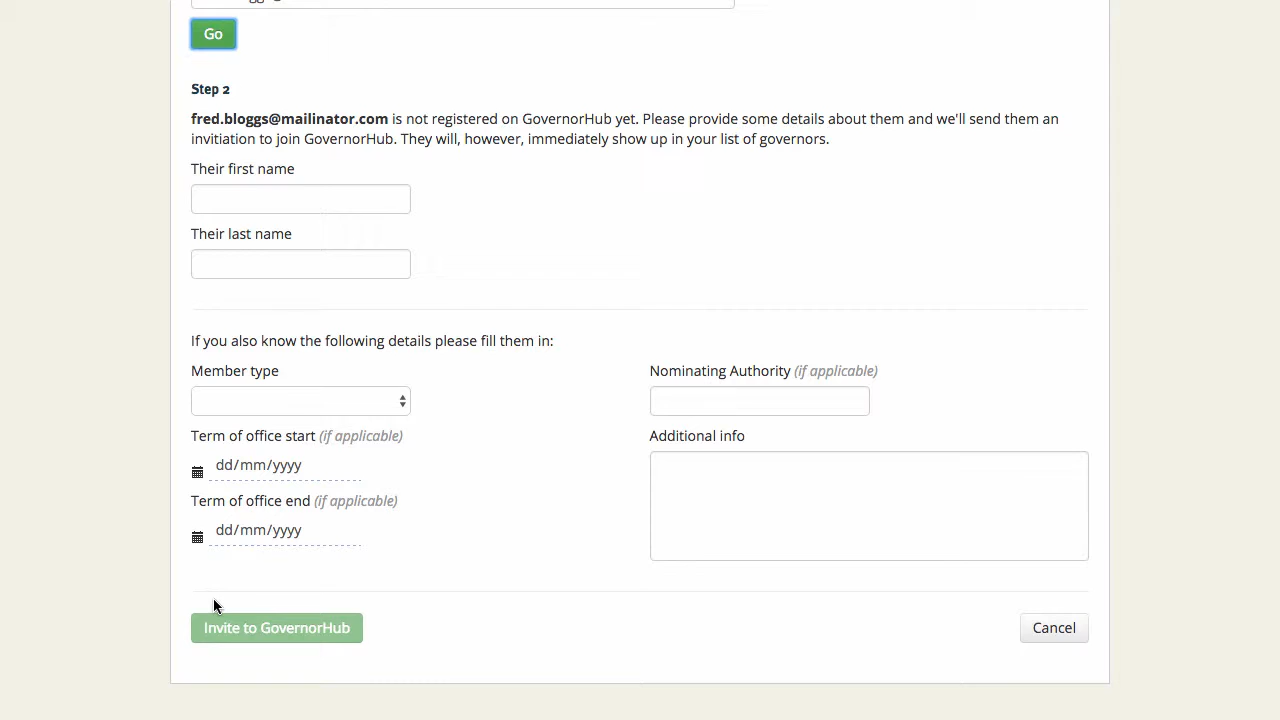 Go
Step 2
fred.bloggs@mailinator.com is not registered on GovernorHub yet. Please provide some details about them and we'll send them an
invitiation to join GovernorHub. They will, however, immediately show up in your list of governors.
Their first name
Their last name
If you also know the following details please fill them in:
Member type
Nominating Authority (if applicable)
Term of office start (if applicable)
Additional info
dd/mm/yyyy
Term of office end (if applicable)
dd/mm/yyyy
Invite to GovernorHub
Cancel